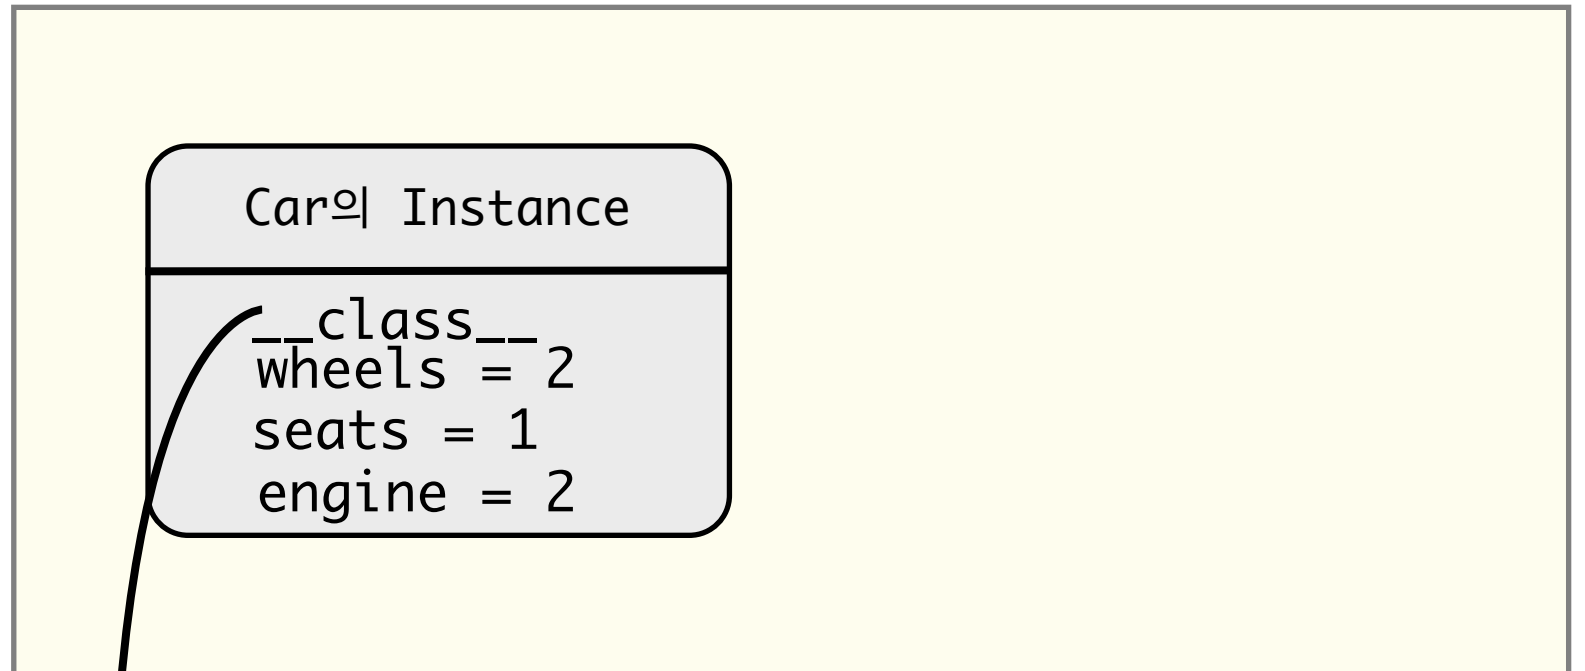 Car의 Instance
__class__
wheels = 2
seats = 1
engine = 2